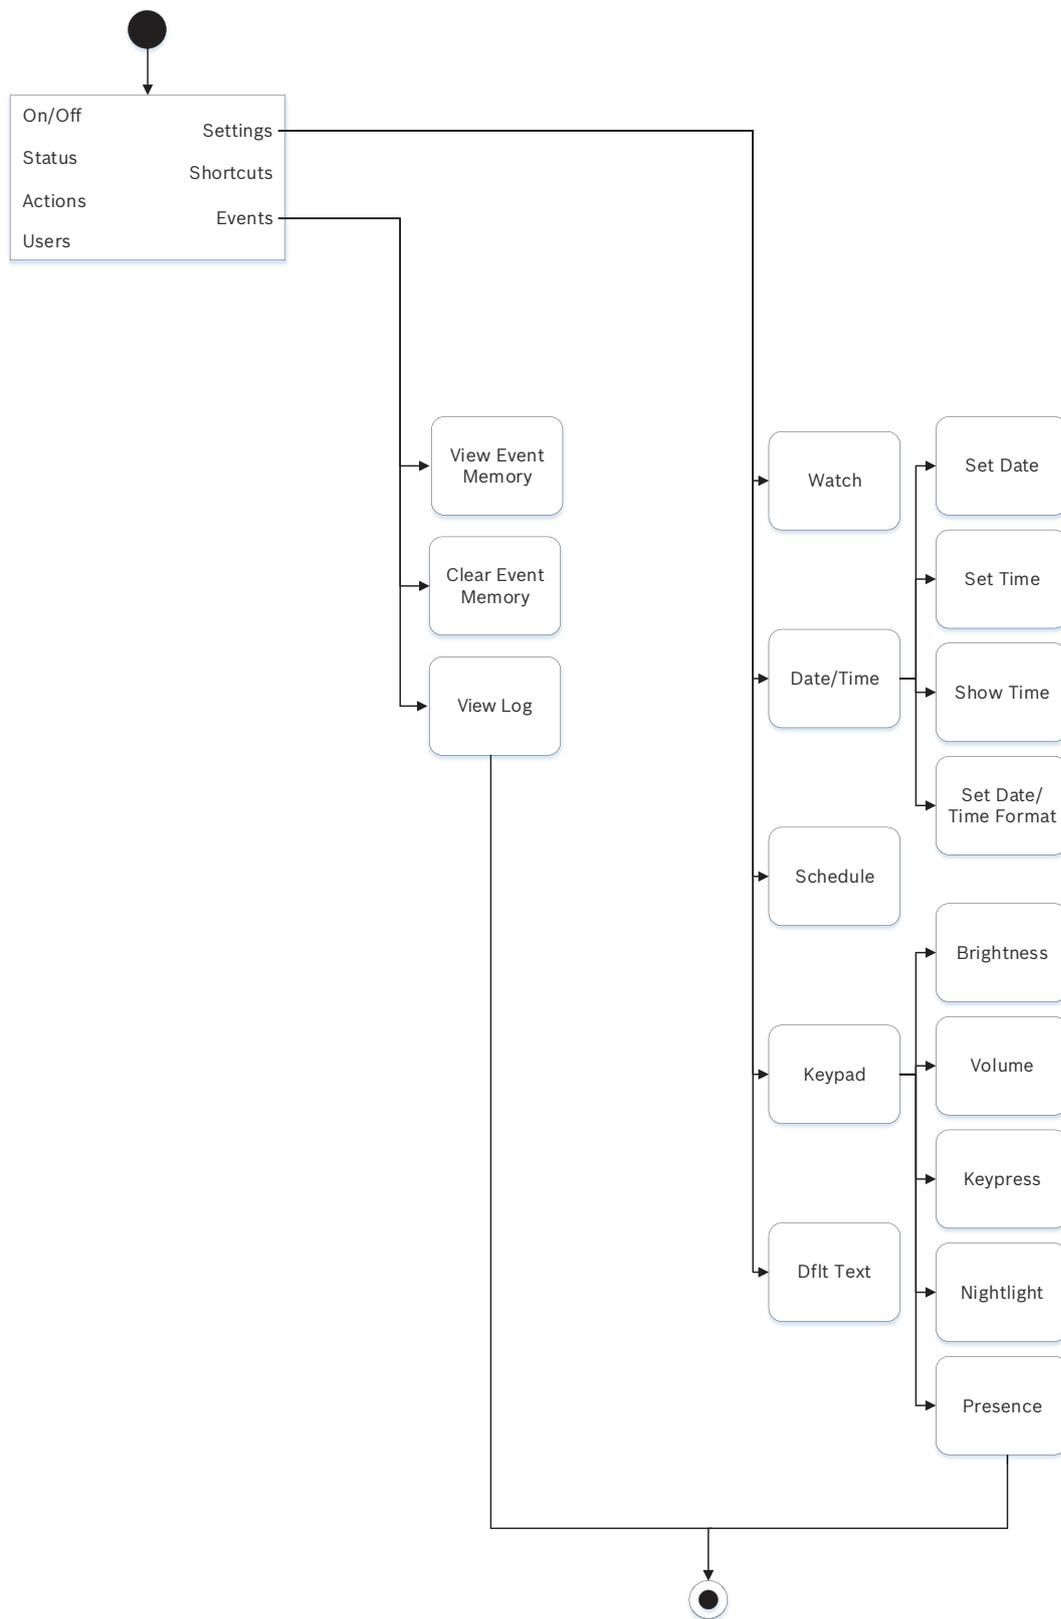 On/Off
Status
Actions
Users
Settings
Shortcuts
Events
View Event
Memory
Clear Event
Memory
View Log
Watch
Date/Time
Schedule
Keypad
Dflt Text
Set Date
Set Time
Show Time
Set Date/
Time Format
Brightness
Volume
Keypress
Nightlight
Presence